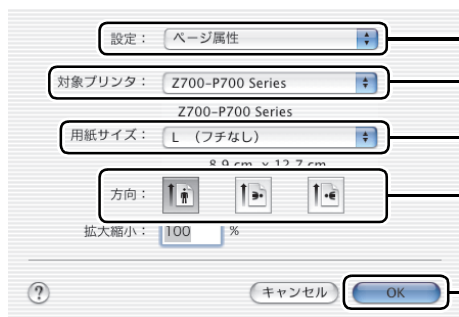 設定： ページ属性
対象プリンタ： Z700-P700 Series
Z700-P700 Series
用紙サイズ： L （フチなし）
8.9 cm x 12.7 cm
方向：
拡大縮小： 100 %
? キャンセル OK